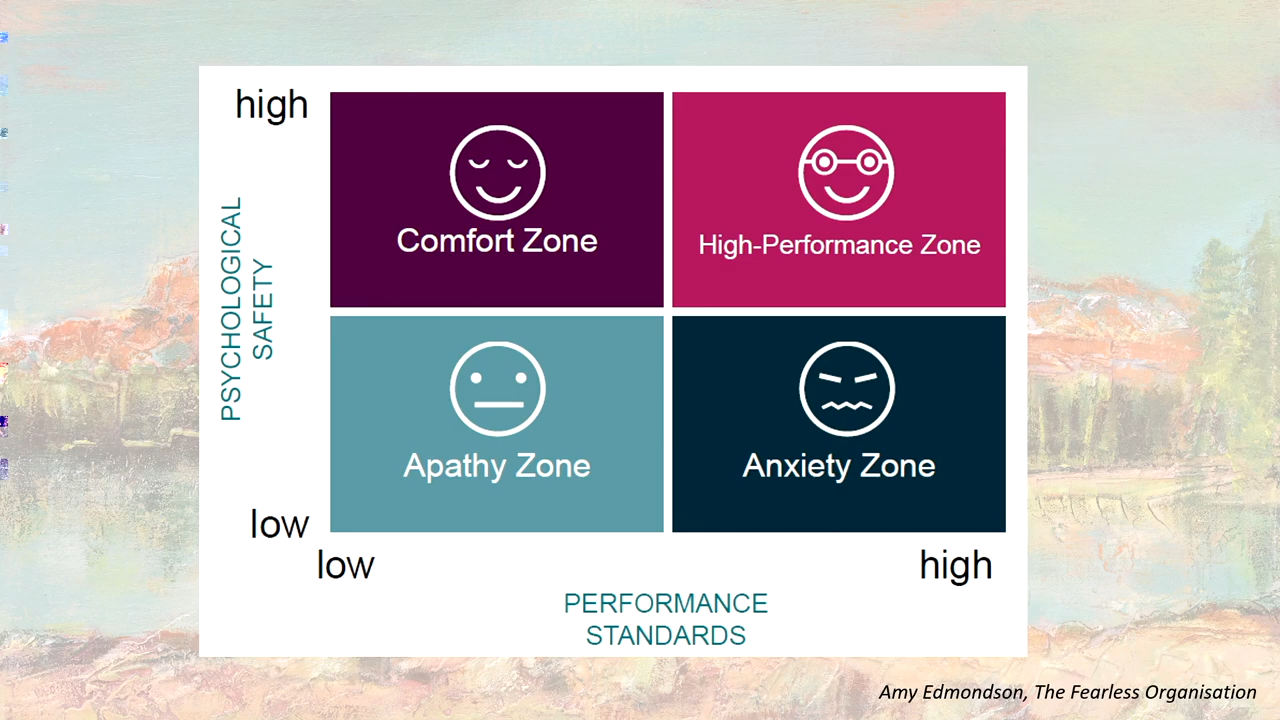 high
Comfort Zone
High-Performance Zone
PSYCHOLOGICAL
SAFETY
Apathy Zone
Anxiety Zone
low
low
high
PERFORMANCE
STANDARDS
Amy Edmondson, The Fearless Organisation